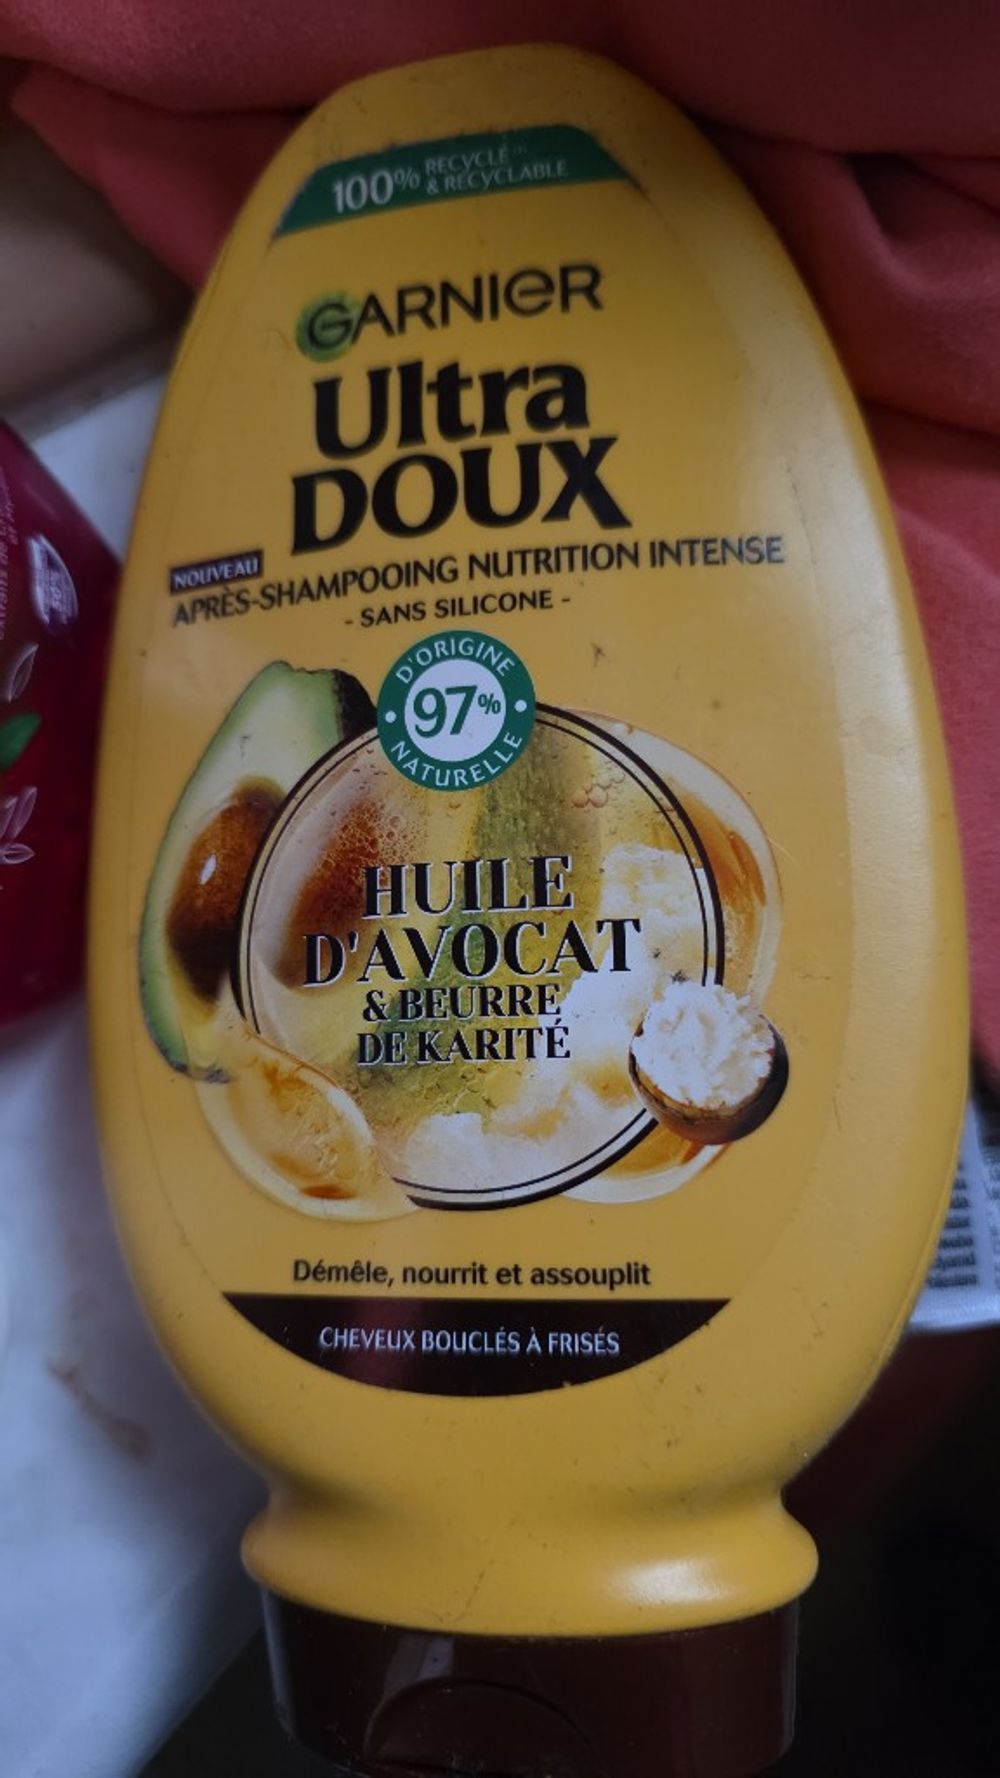 100% RECYCLÉ
& RECYCLABLE
GARNIER
Ultra
DOUX
NOUVEAU
APRÈS-SHAMPOOING NUTRITION INTENSE
- SANS SILICONE -
D'ORIGINE
97%
NATURELLE
HUILE
D'AVOCAT
& BEURRE
DE KARITÉ
Démêle, nourrit et assouplit
CHEVEUX BOUCLÉS À FRISÉS